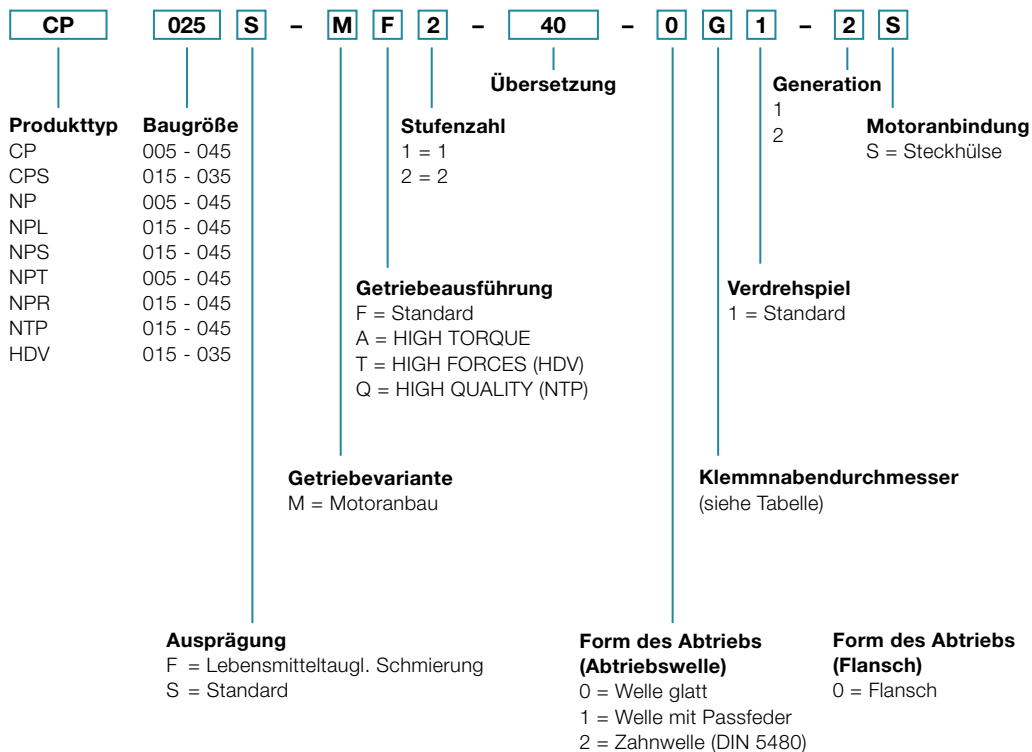 CP 025 S – M F 2 – 40 – 0 G 1 – 2 S
Übersetzung
Generation
1
2
Produkttyp
CP
CPS
NP
NPL
NPS
NPT
NPR
NTP
HDV
Baugröße
005 - 045
015 - 035
005 - 045
015 - 045
015 - 045
005 - 045
015 - 045
015 - 045
015 - 035
Stufenzahl
1 = 1
2 = 2
Motoranbindung
S = Steckhülse
Getriebeausführung
F = Standard
A = HIGH TORQUE
T = HIGH FORCES (HDV)
Q = HIGH QUALITY (NTP)
Verdrehspiel
1 = Standard
Getriebevariante
M = Motoranbau
Klemmnabendurchmesser
(siehe Tabelle)
Ausprägung
F = Lebensmitteltaugl. Schmierung
S = Standard
Form des Abtriebs
(Abtriebswelle)
0 = Welle glatt
1 = Welle mit Passfeder
2 = Zahnwelle (DIN 5480)
Form des Abtriebs
(Flansch)
0 = Flansch